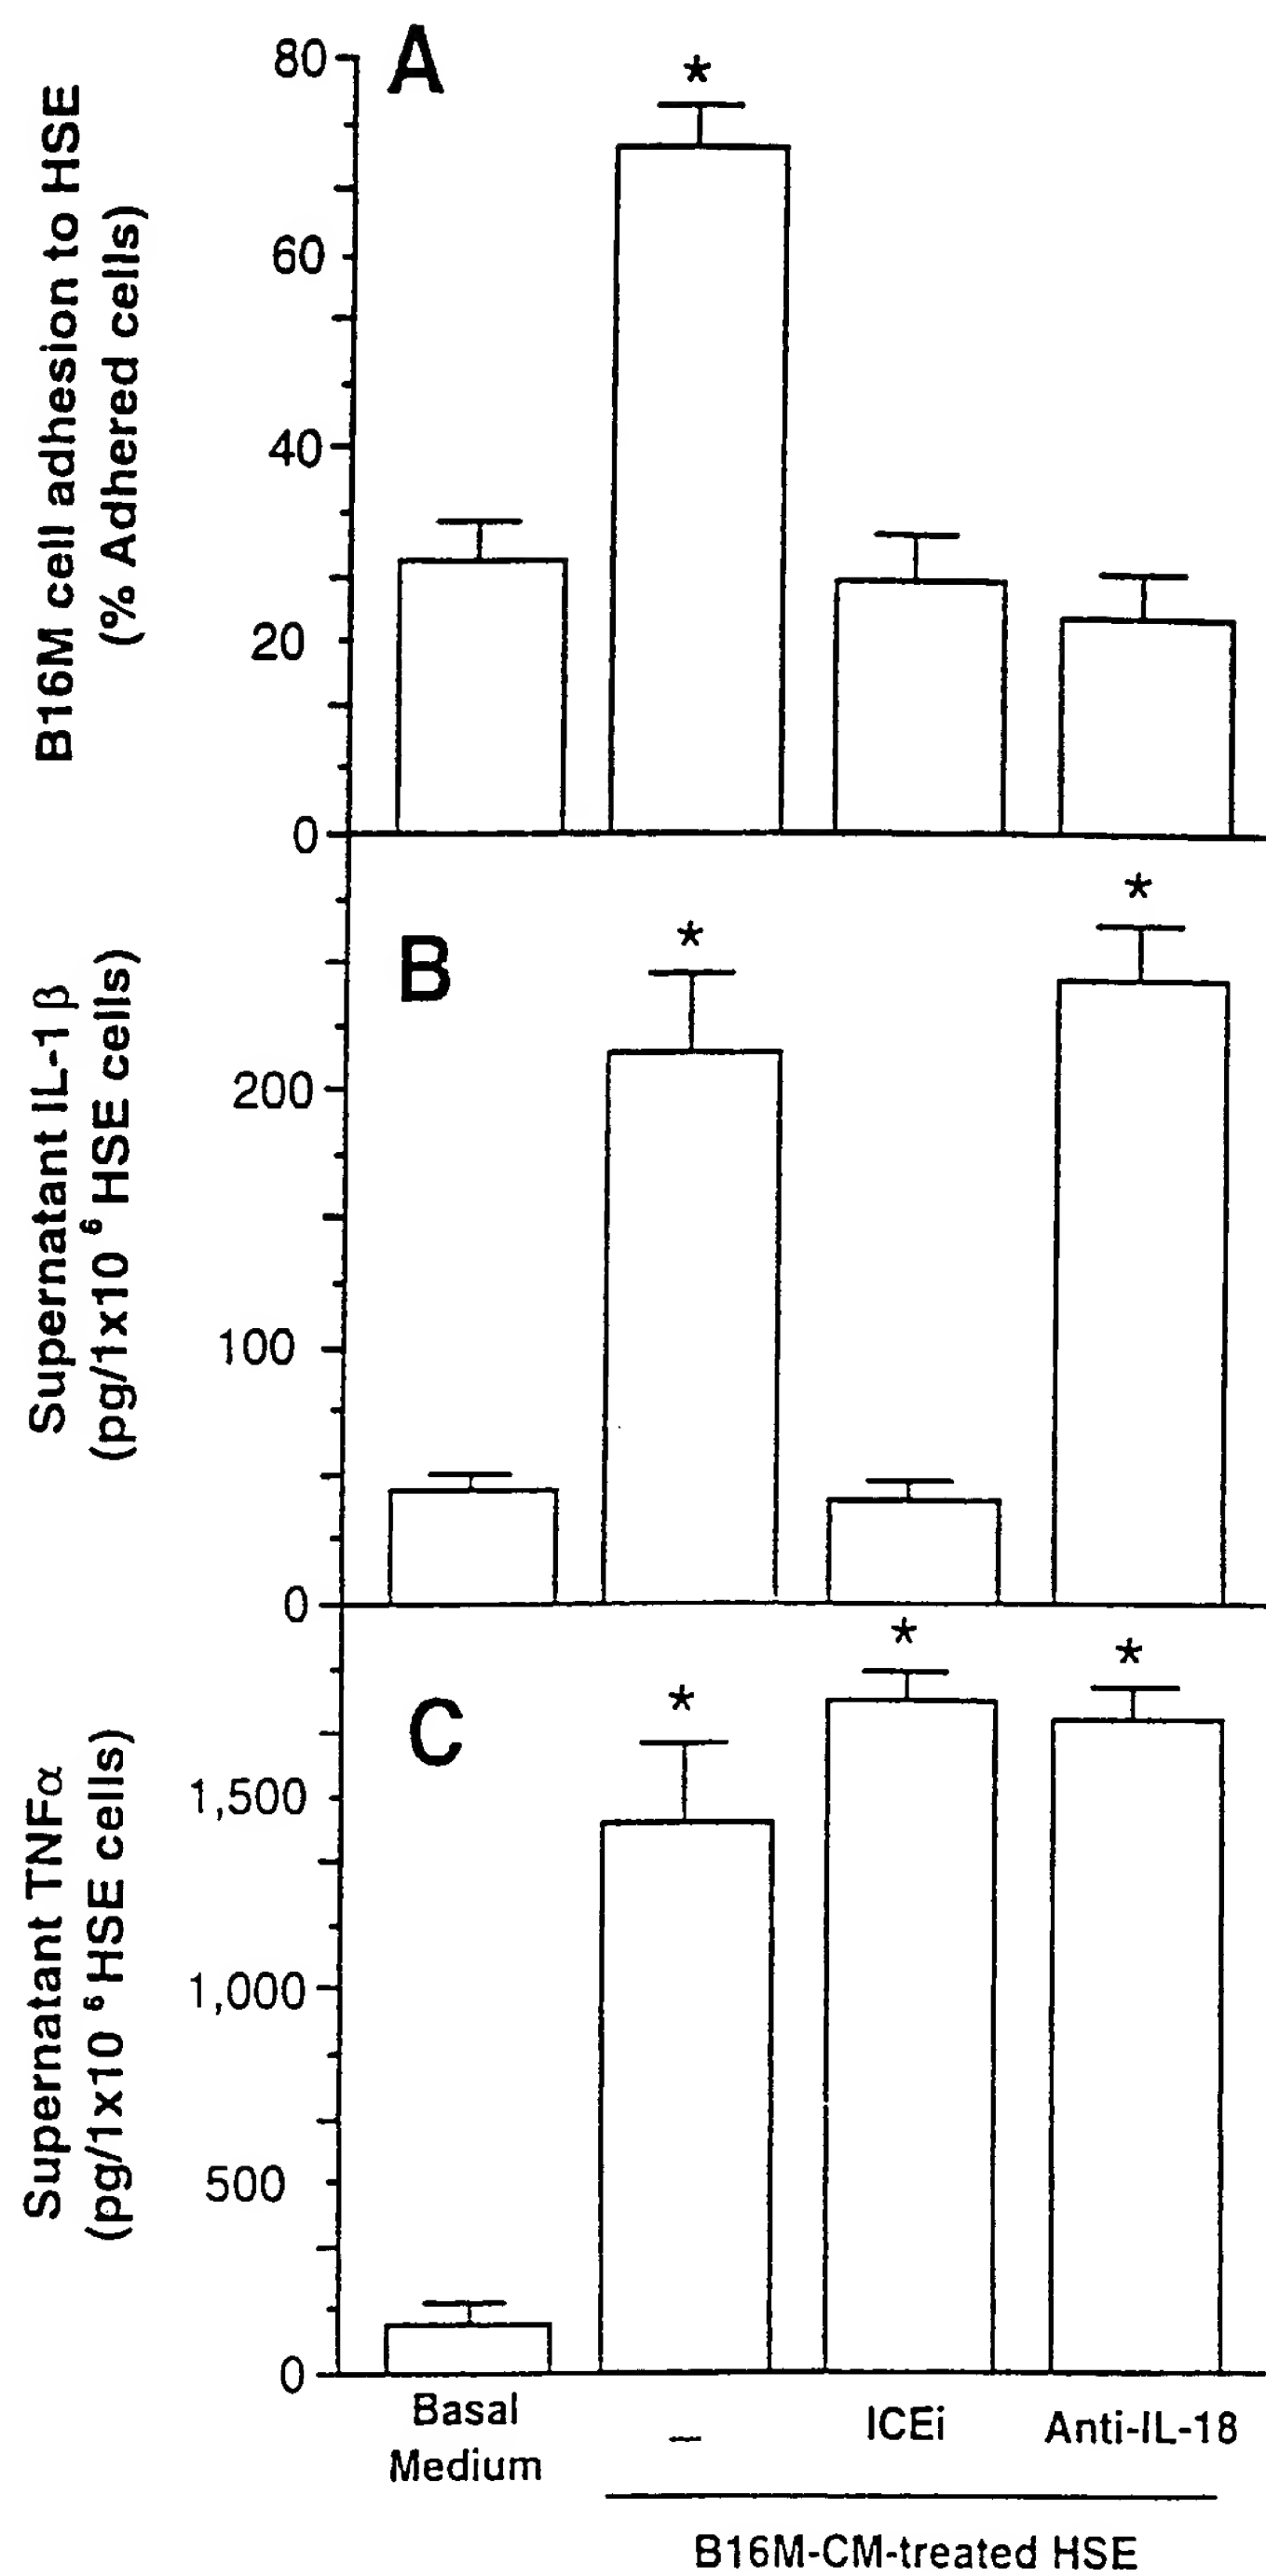 A
B16M cell adhesion to HSE
(% Adhered cells)
80
60
40
20
0
*
B
Supernatant IL-1β
(pg/1x10⁶ HSE cells)
200
100
0
*
*
C
Supernatant TNFα
(pg/1x10⁶ HSE cells)
1,500
1,000
500
0
*
*
*
Basal
Medium
–
ICEi
Anti-IL-18
B16M-CM-treated HSE